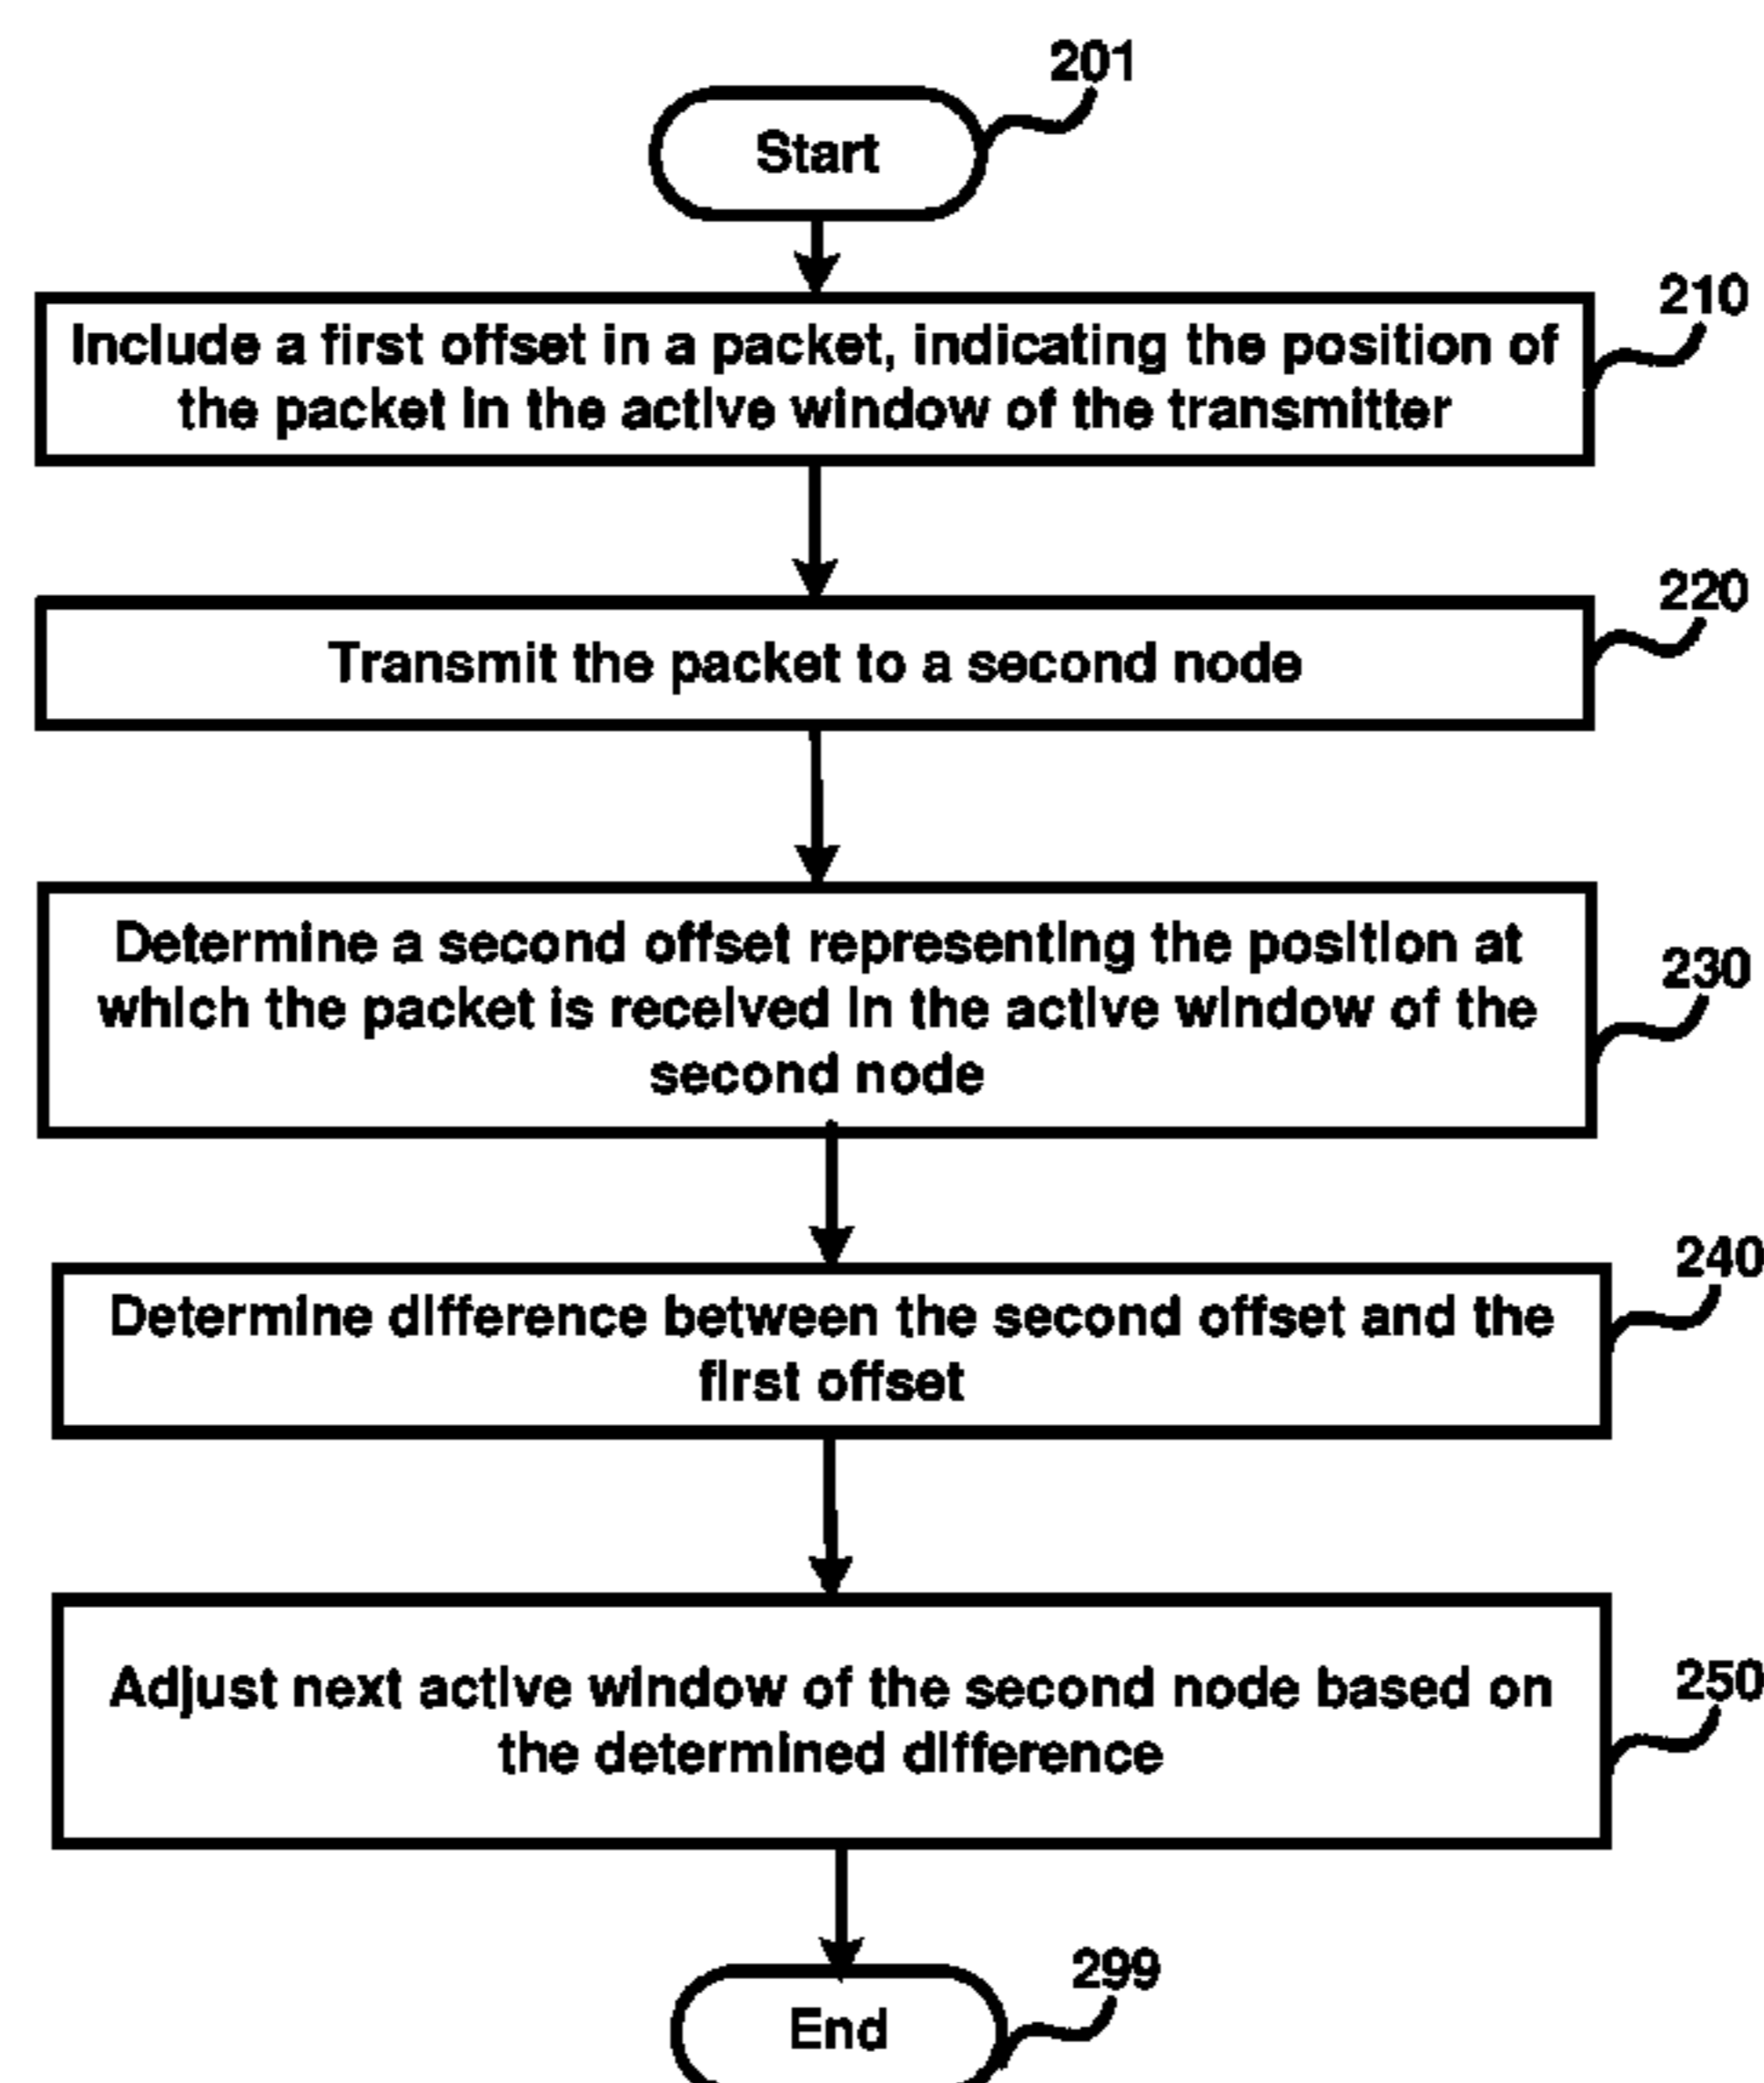 201
Start
210
Include a first offset in a packet, indicating the position of
the packet in the active window of the transmitter
220
Transmit the packet to a second node
Determine a second offset representing the position at
which the packet is received in the active window of the
second node
230
240
Determine difference between the second offset and the
first offset
Adjust next active window of the second node based on
the determined difference
250
299
End